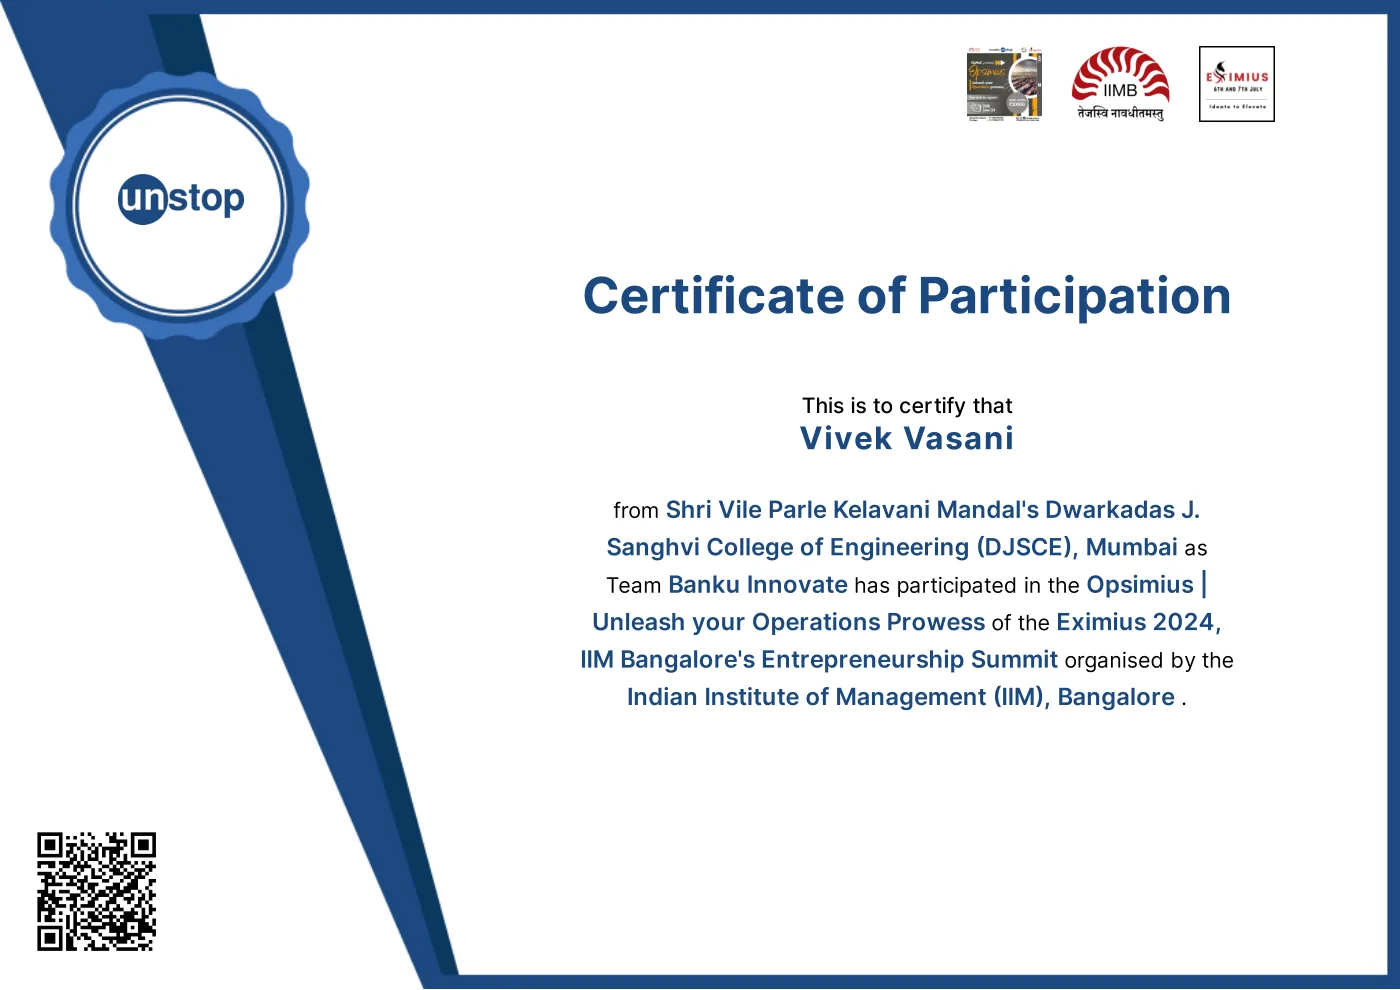 Opsimius
IIMB
तेजस्वि नावधीतमस्तु
EXIMIUS
6TH AND 7TH JULY
Ideate to Elevate
unstop
Certificate of Participation
This is to certify that
Vivek Vasani
from Shri Vile Parle Kelavani Mandal's Dwarkadas J.
Sanghvi College of Engineering (DJSCE), Mumbai as
Team Banku Innovate has participated in the Opsimius |
Unleash your Operations Prowess of the Eximius 2024,
IIM Bangalore's Entrepreneurship Summit organised by the
Indian Institute of Management (IIM), Bangalore .